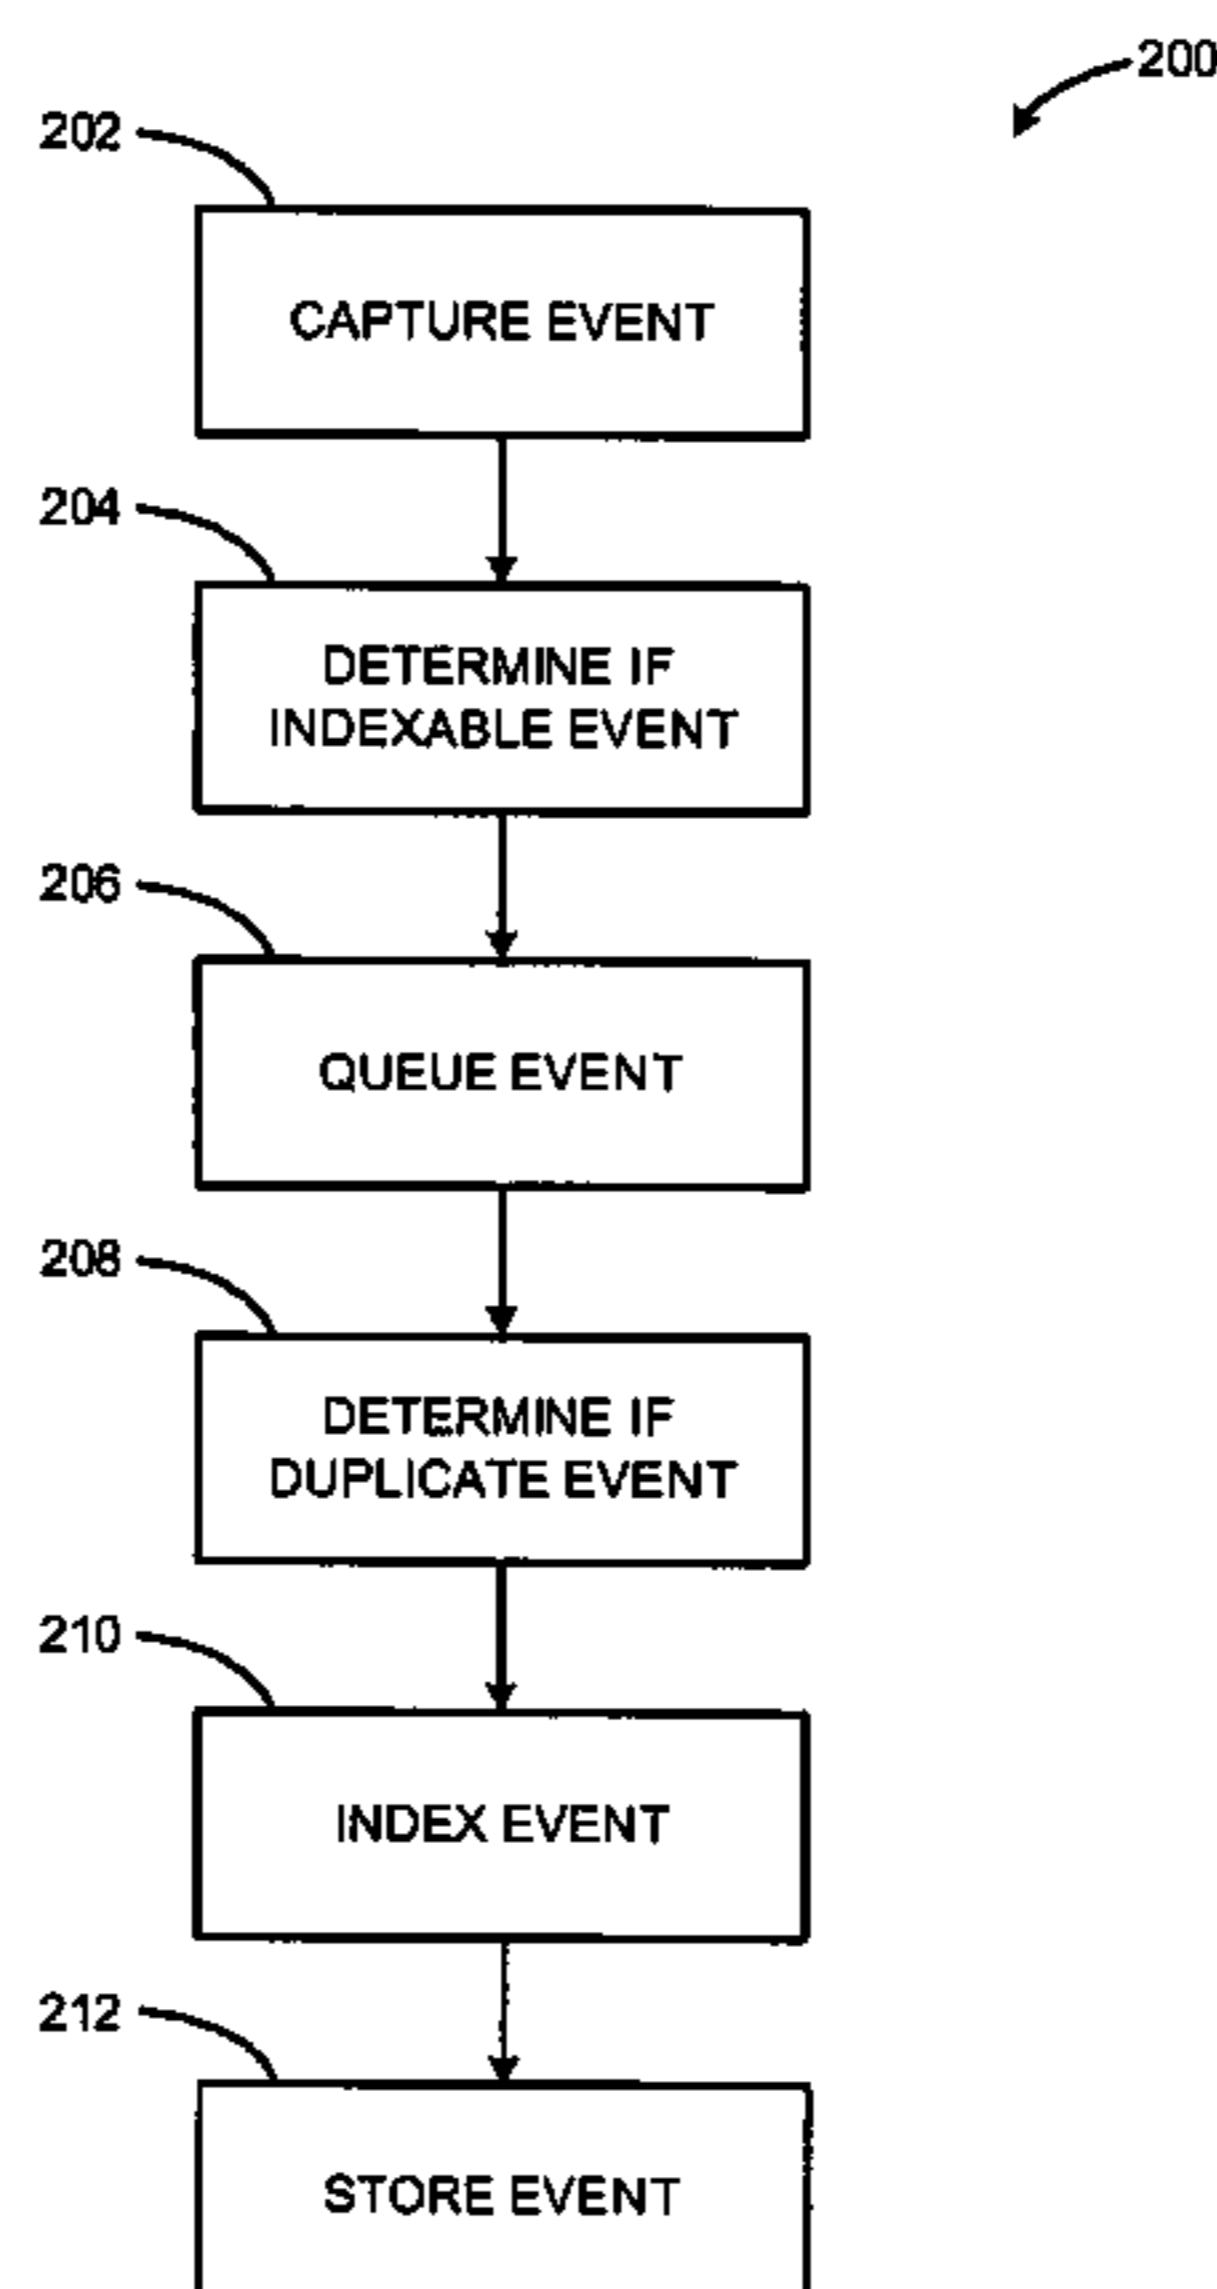 200
202
CAPTURE EVENT
204
DETERMINE IF
INDEXABLE EVENT
206
QUEUE EVENT
208
DETERMINE IF
DUPLICATE EVENT
210
INDEX EVENT
212
STORE EVENT